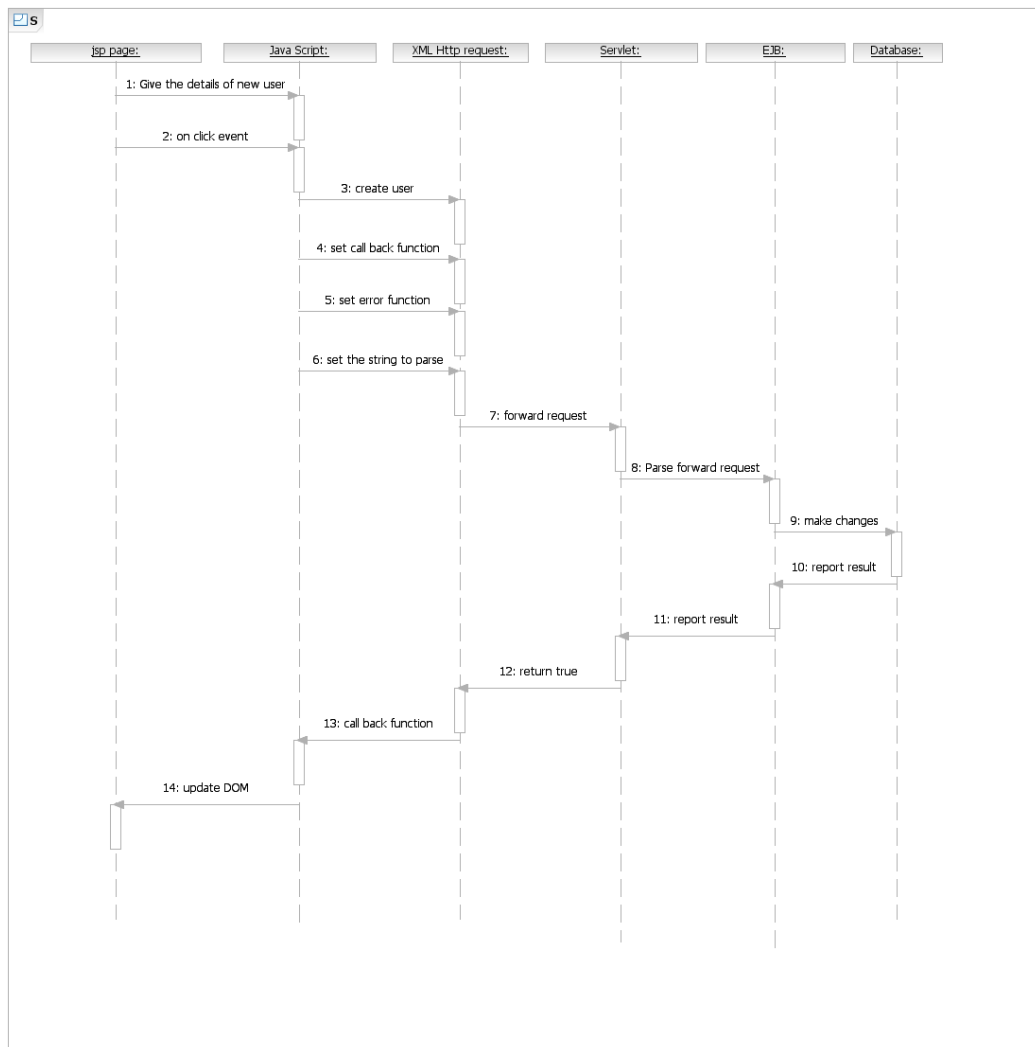 S
jsp page: Java Script: XML Http request: Servlet: EJB: Database:
1: Give the details of new user
2: on click event
3: create user
4: set call back function
5: set error function
6: set the string to parse
7: forward request
8: Parse forward request
9: make changes
10: report result
11: report result
12: return true
13: call back function
14: update DOM